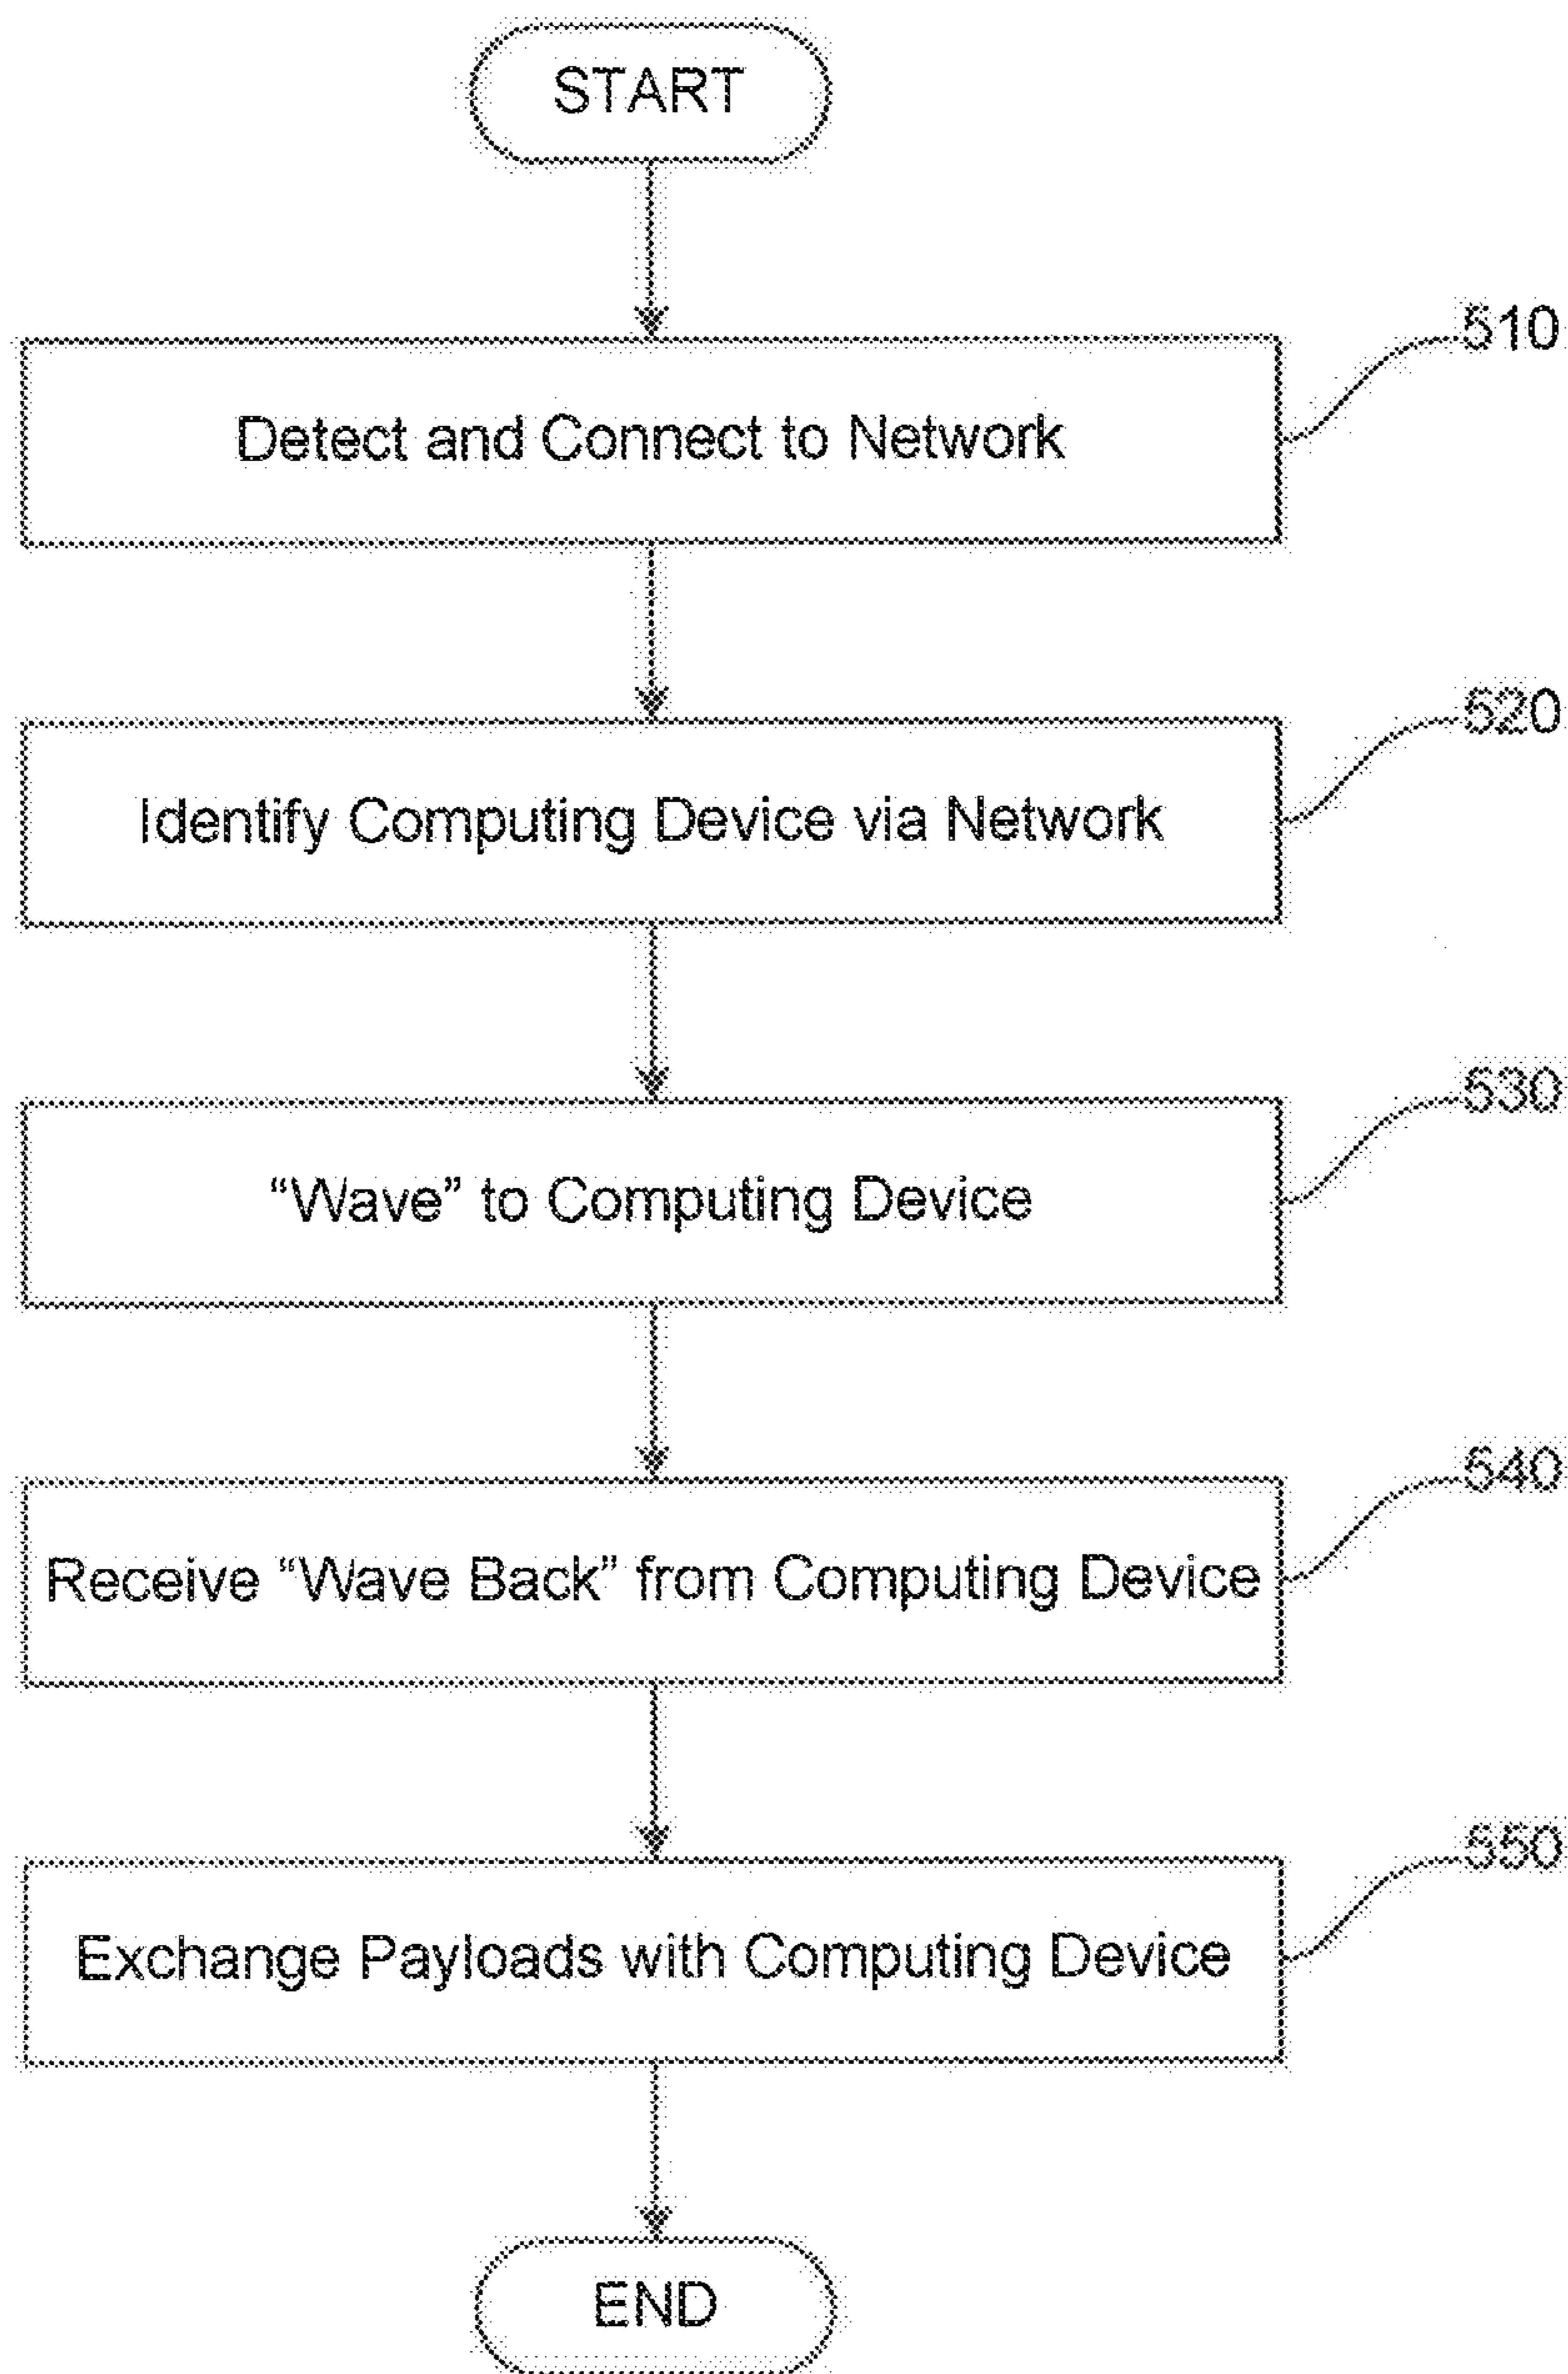 START
510
Detect and Connect to Network
520
Identify Computing Device via Network
530
“Wave” to Computing Device
540
Receive “Wave Back” from Computing Device
550
Exchange Payloads with Computing Device
END